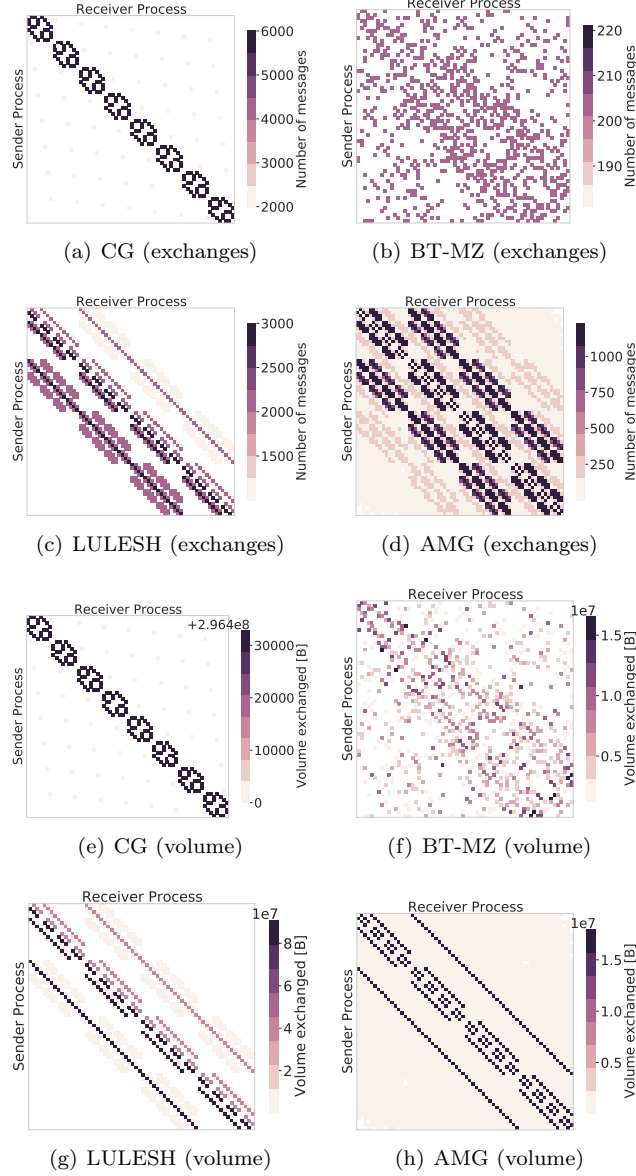 Receiver Process
Sender Process
6000
5000
4000
3000
2000
Number of messages
(a) CG (exchanges)
Receiver Process
Sender Process
220
210
200
190
Number of messages
(b) BT-MZ (exchanges)
Receiver Process
Sender Process
3000
2500
2000
1500
Number of messages
(c) LULESH (exchanges)
Receiver Process
Sender Process
1000
750
500
250
Number of messages
(d) AMG (exchanges)
Receiver Process
Sender Process
+2.964e8
30000
20000
10000
0
Volume exchanged [B]
(e) CG (volume)
Receiver Process
Sender Process
1e7
1.5
1.0
0.5
Volume exchanged [B]
(f) BT-MZ (volume)
Receiver Process
Sender Process
1e7
8
6
4
2
Volume exchanged [B]
(g) LULESH (volume)
Receiver Process
Sender Process
1e7
1.5
1.0
0.5
Volume exchanged [B]
(h) AMG (volume)